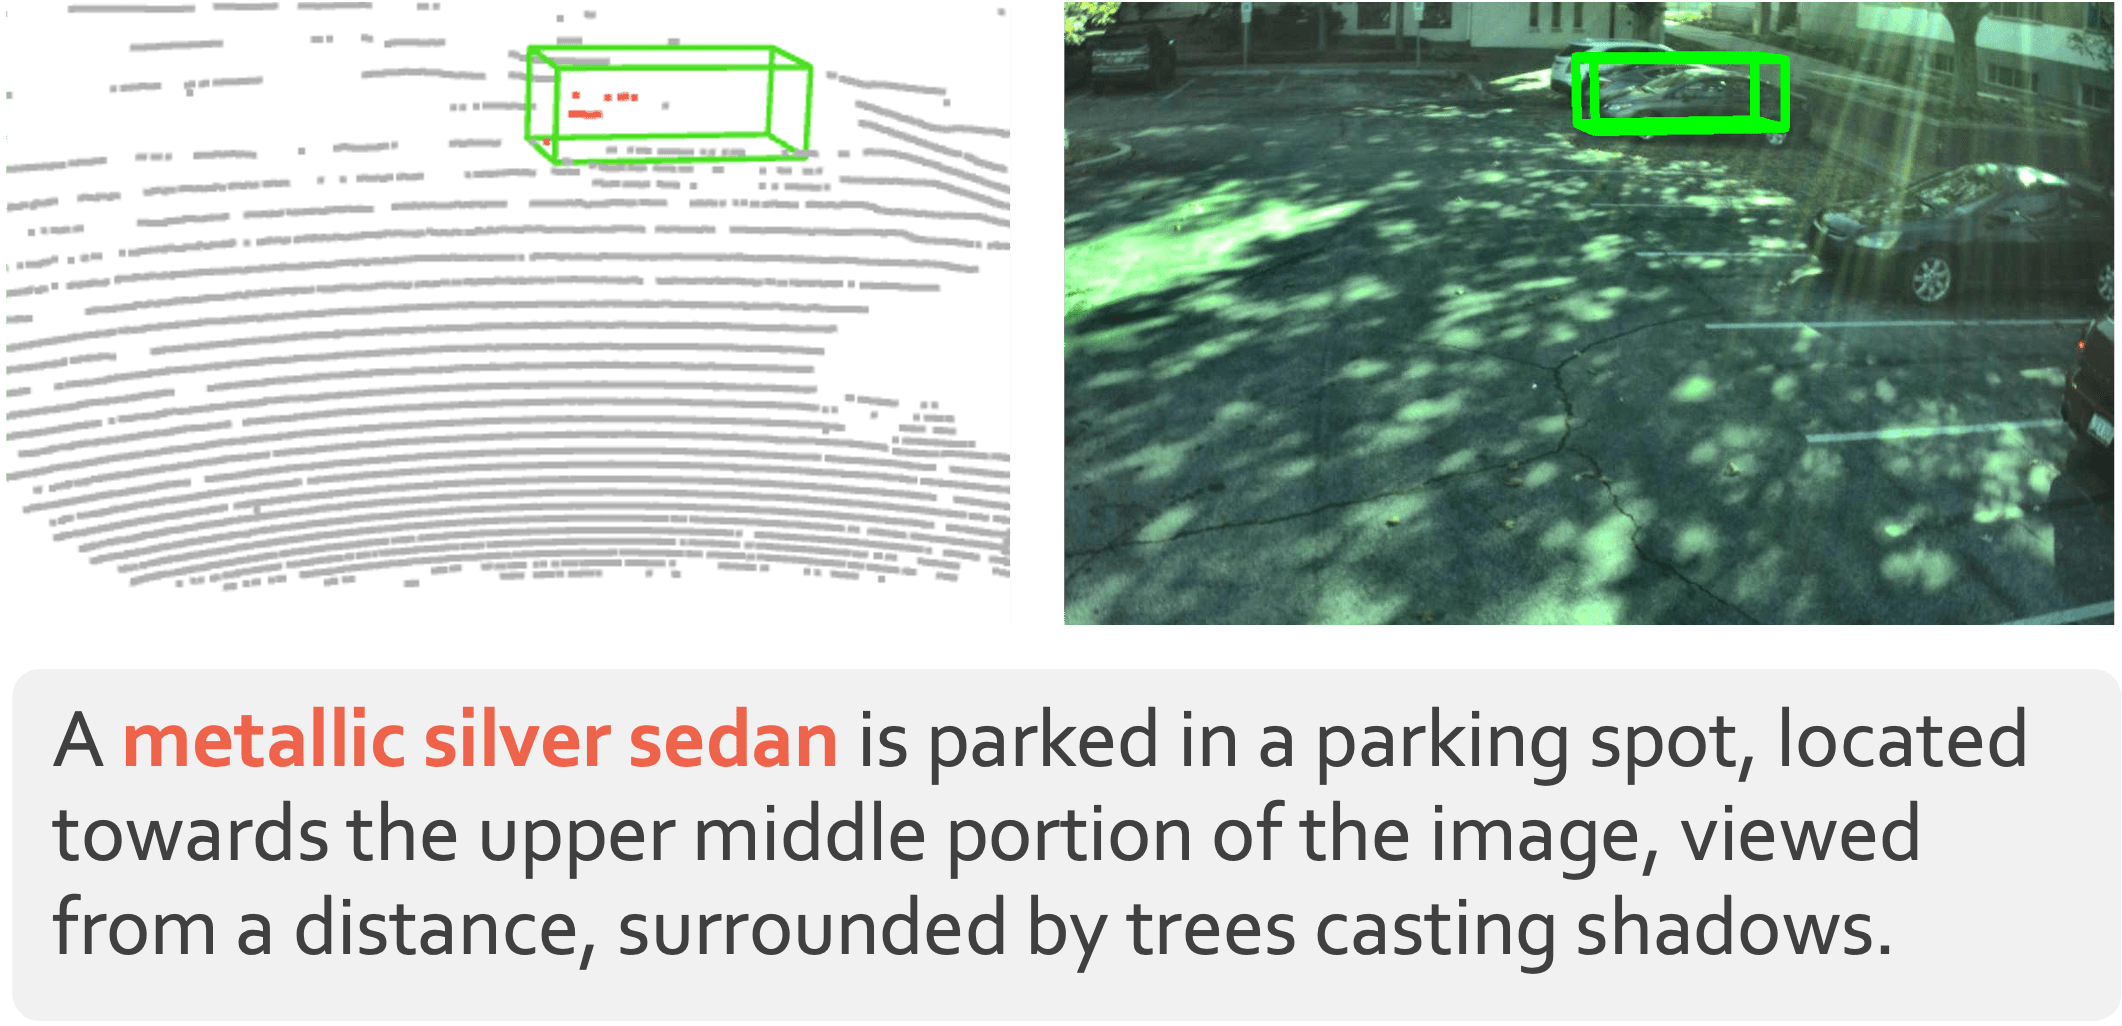 A metallic silver sedan is parked in a parking spot, located
towards the upper middle portion of the image, viewed
from a distance, surrounded by trees casting shadows.